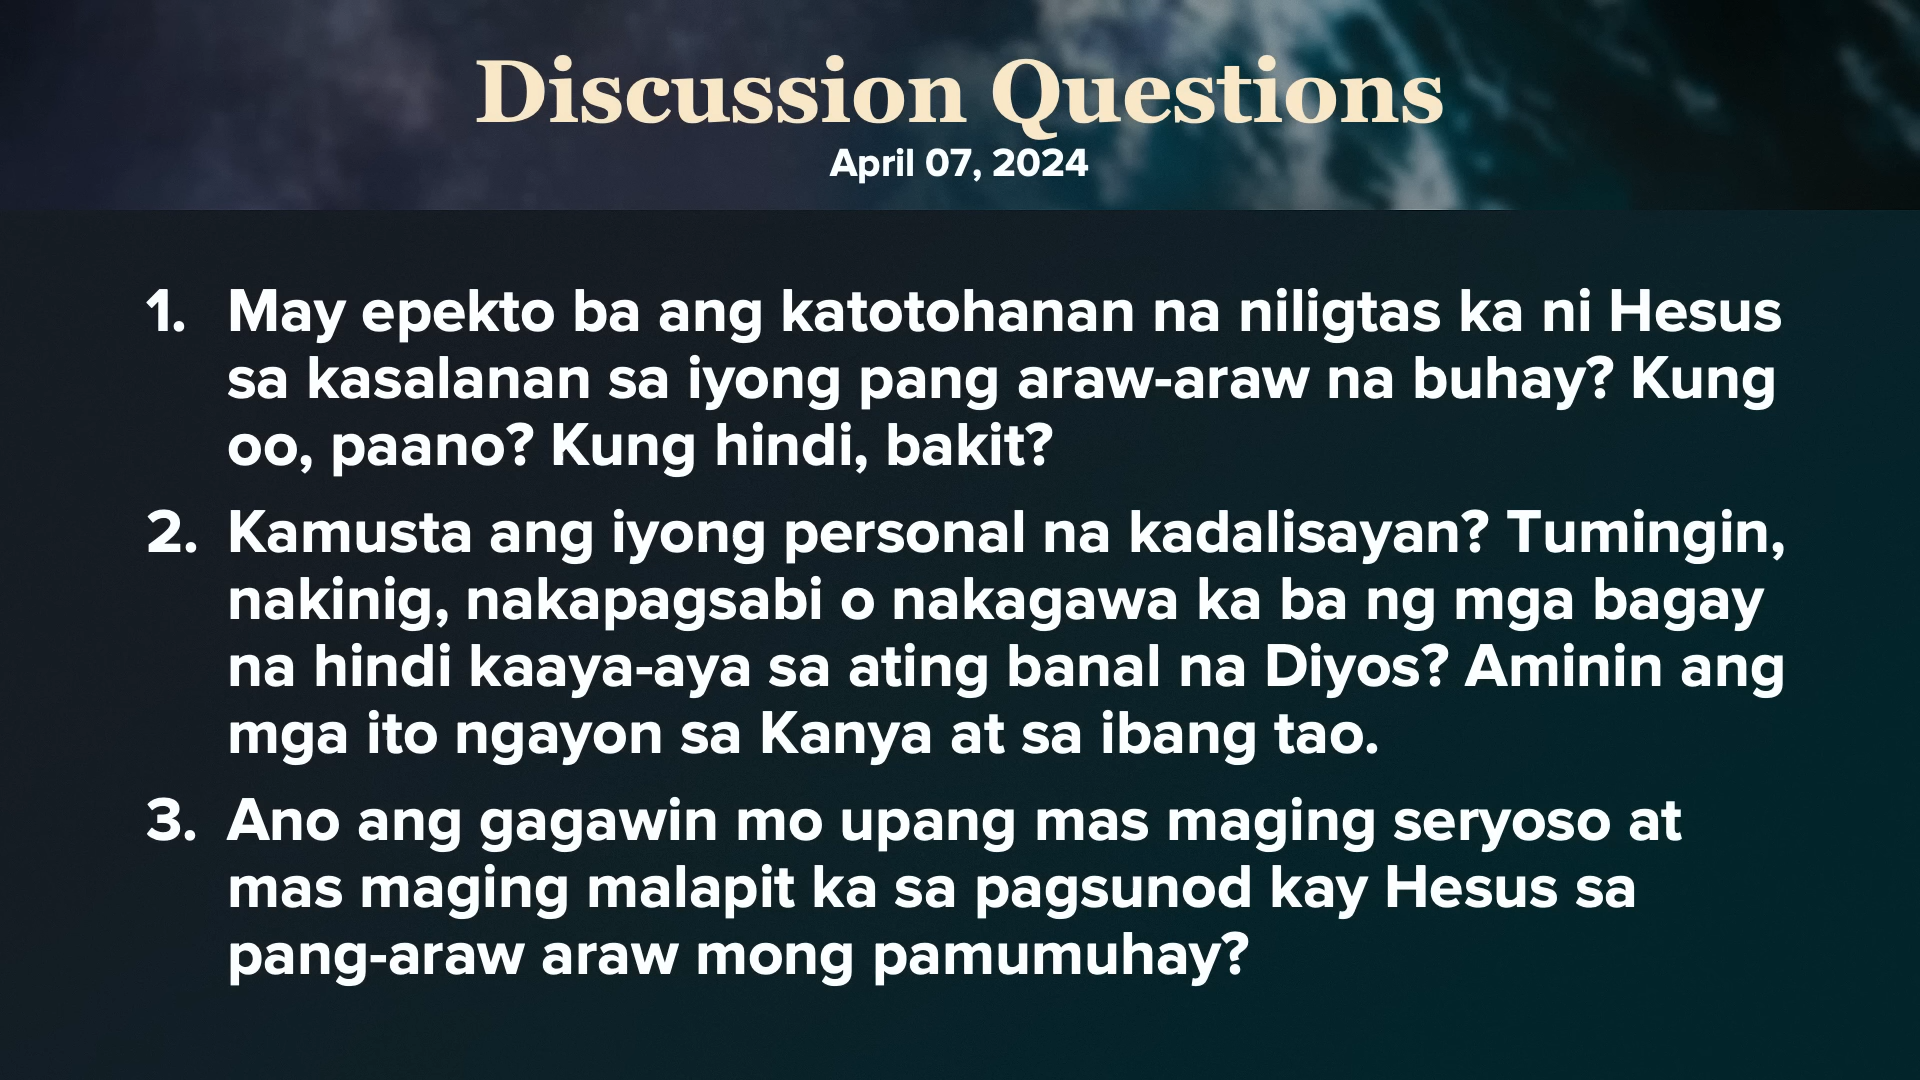 Discussion Questions
April 07, 2024
1. May epekto ba ang katotohanan na niligtas ka ni Hesus
sa kasalanan sa iyong pang araw-araw na buhay? Kung
oo, paano? Kung hindi, bakit?
2. Kamusta ang iyong personal na kadalisayan? Tumingin,
nakinig, nakapagsabi o nakagawa ka ba ng mga bagay
na hindi kaaya-aya sa ating banal na Diyos? Aminin ang
mga ito ngayon sa Kanya at sa ibang tao.
3. Ano ang gagawin mo upang mas maging seryoso at
mas maging malapit ka sa pagsunod kay Hesus sa
pang-araw araw mong pamumuhay?